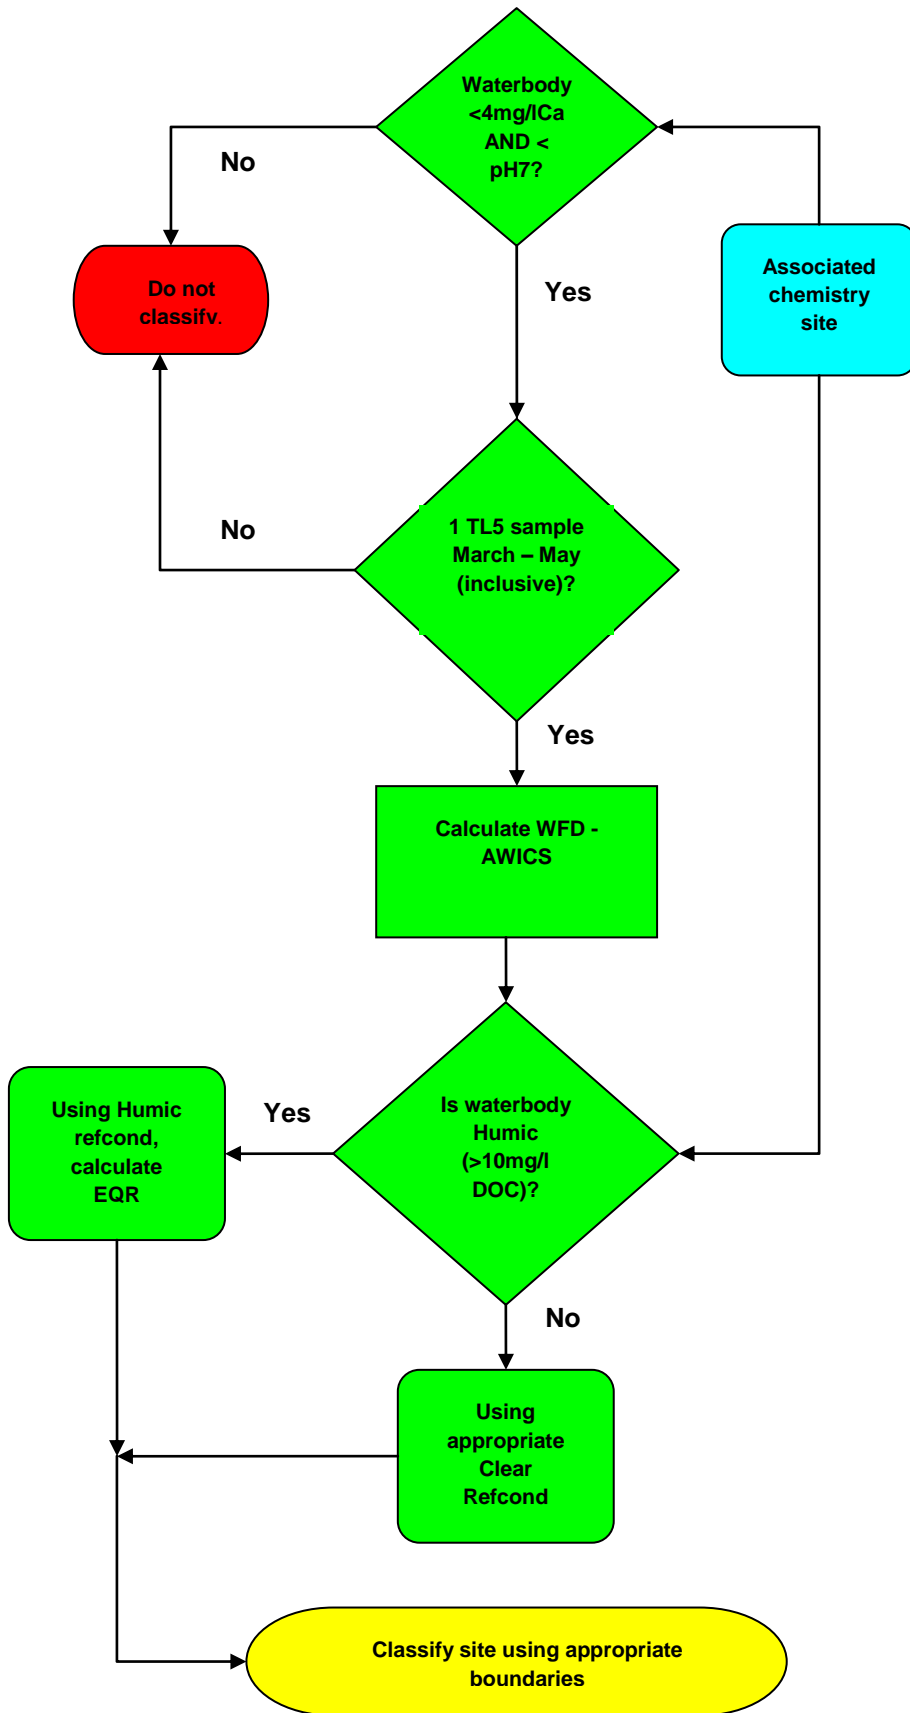 Waterbody
<4mg/lCa
AND <
pH7?
No
Associated
chemistry
site
Do not
classify.
Yes
1 TL5 sample
March – May
(inclusive)?
No
Yes
Calculate WFD -
AWICS
Is waterbody
Humic
(>10mg/l
DOC)?
Yes
Using Humic
refcond,
calculate
EQR
No
Using
appropriate
Clear
Refcond
Classify site using appropriate
boundaries